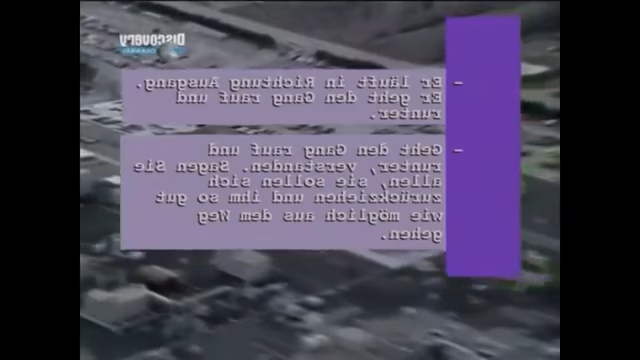 DISCOVERY
CHANNEL
- Er läuft in Richtung Ausgang.
Er geht den Gang rauf und
runter.
- Geht den Gang rauf und
runter, verstanden. Sagen Sie
allen, sie sollen sich
zurückziehen und ihm so gut
wie möglich aus dem Weg
gehen.